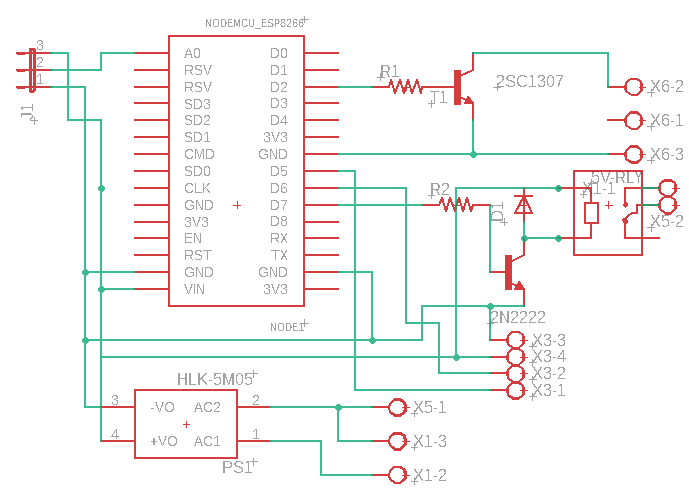 NODEMCU_ESP8266
3
2
1
J1
A0 D0
RSV D1
RSV D2
SD3 D3
SD2 D4
SD1 3V3
CMD GND
SD0 D5
CLK D6
GND D7
3V3 D8
EN RX
RST TX
GND GND
VIN 3V3
NODE1
R1
T1
2SC1307
X6-2
X6-1
X6-3
5V-RLY
X1-1
X5-2
R2
D1
2N2222
X3-3
X3-4
X3-2
X3-1
HLK-5M05
3 -VO AC2 2
4 +VO AC1 1
PS1
X5-1
X1-3
X1-2